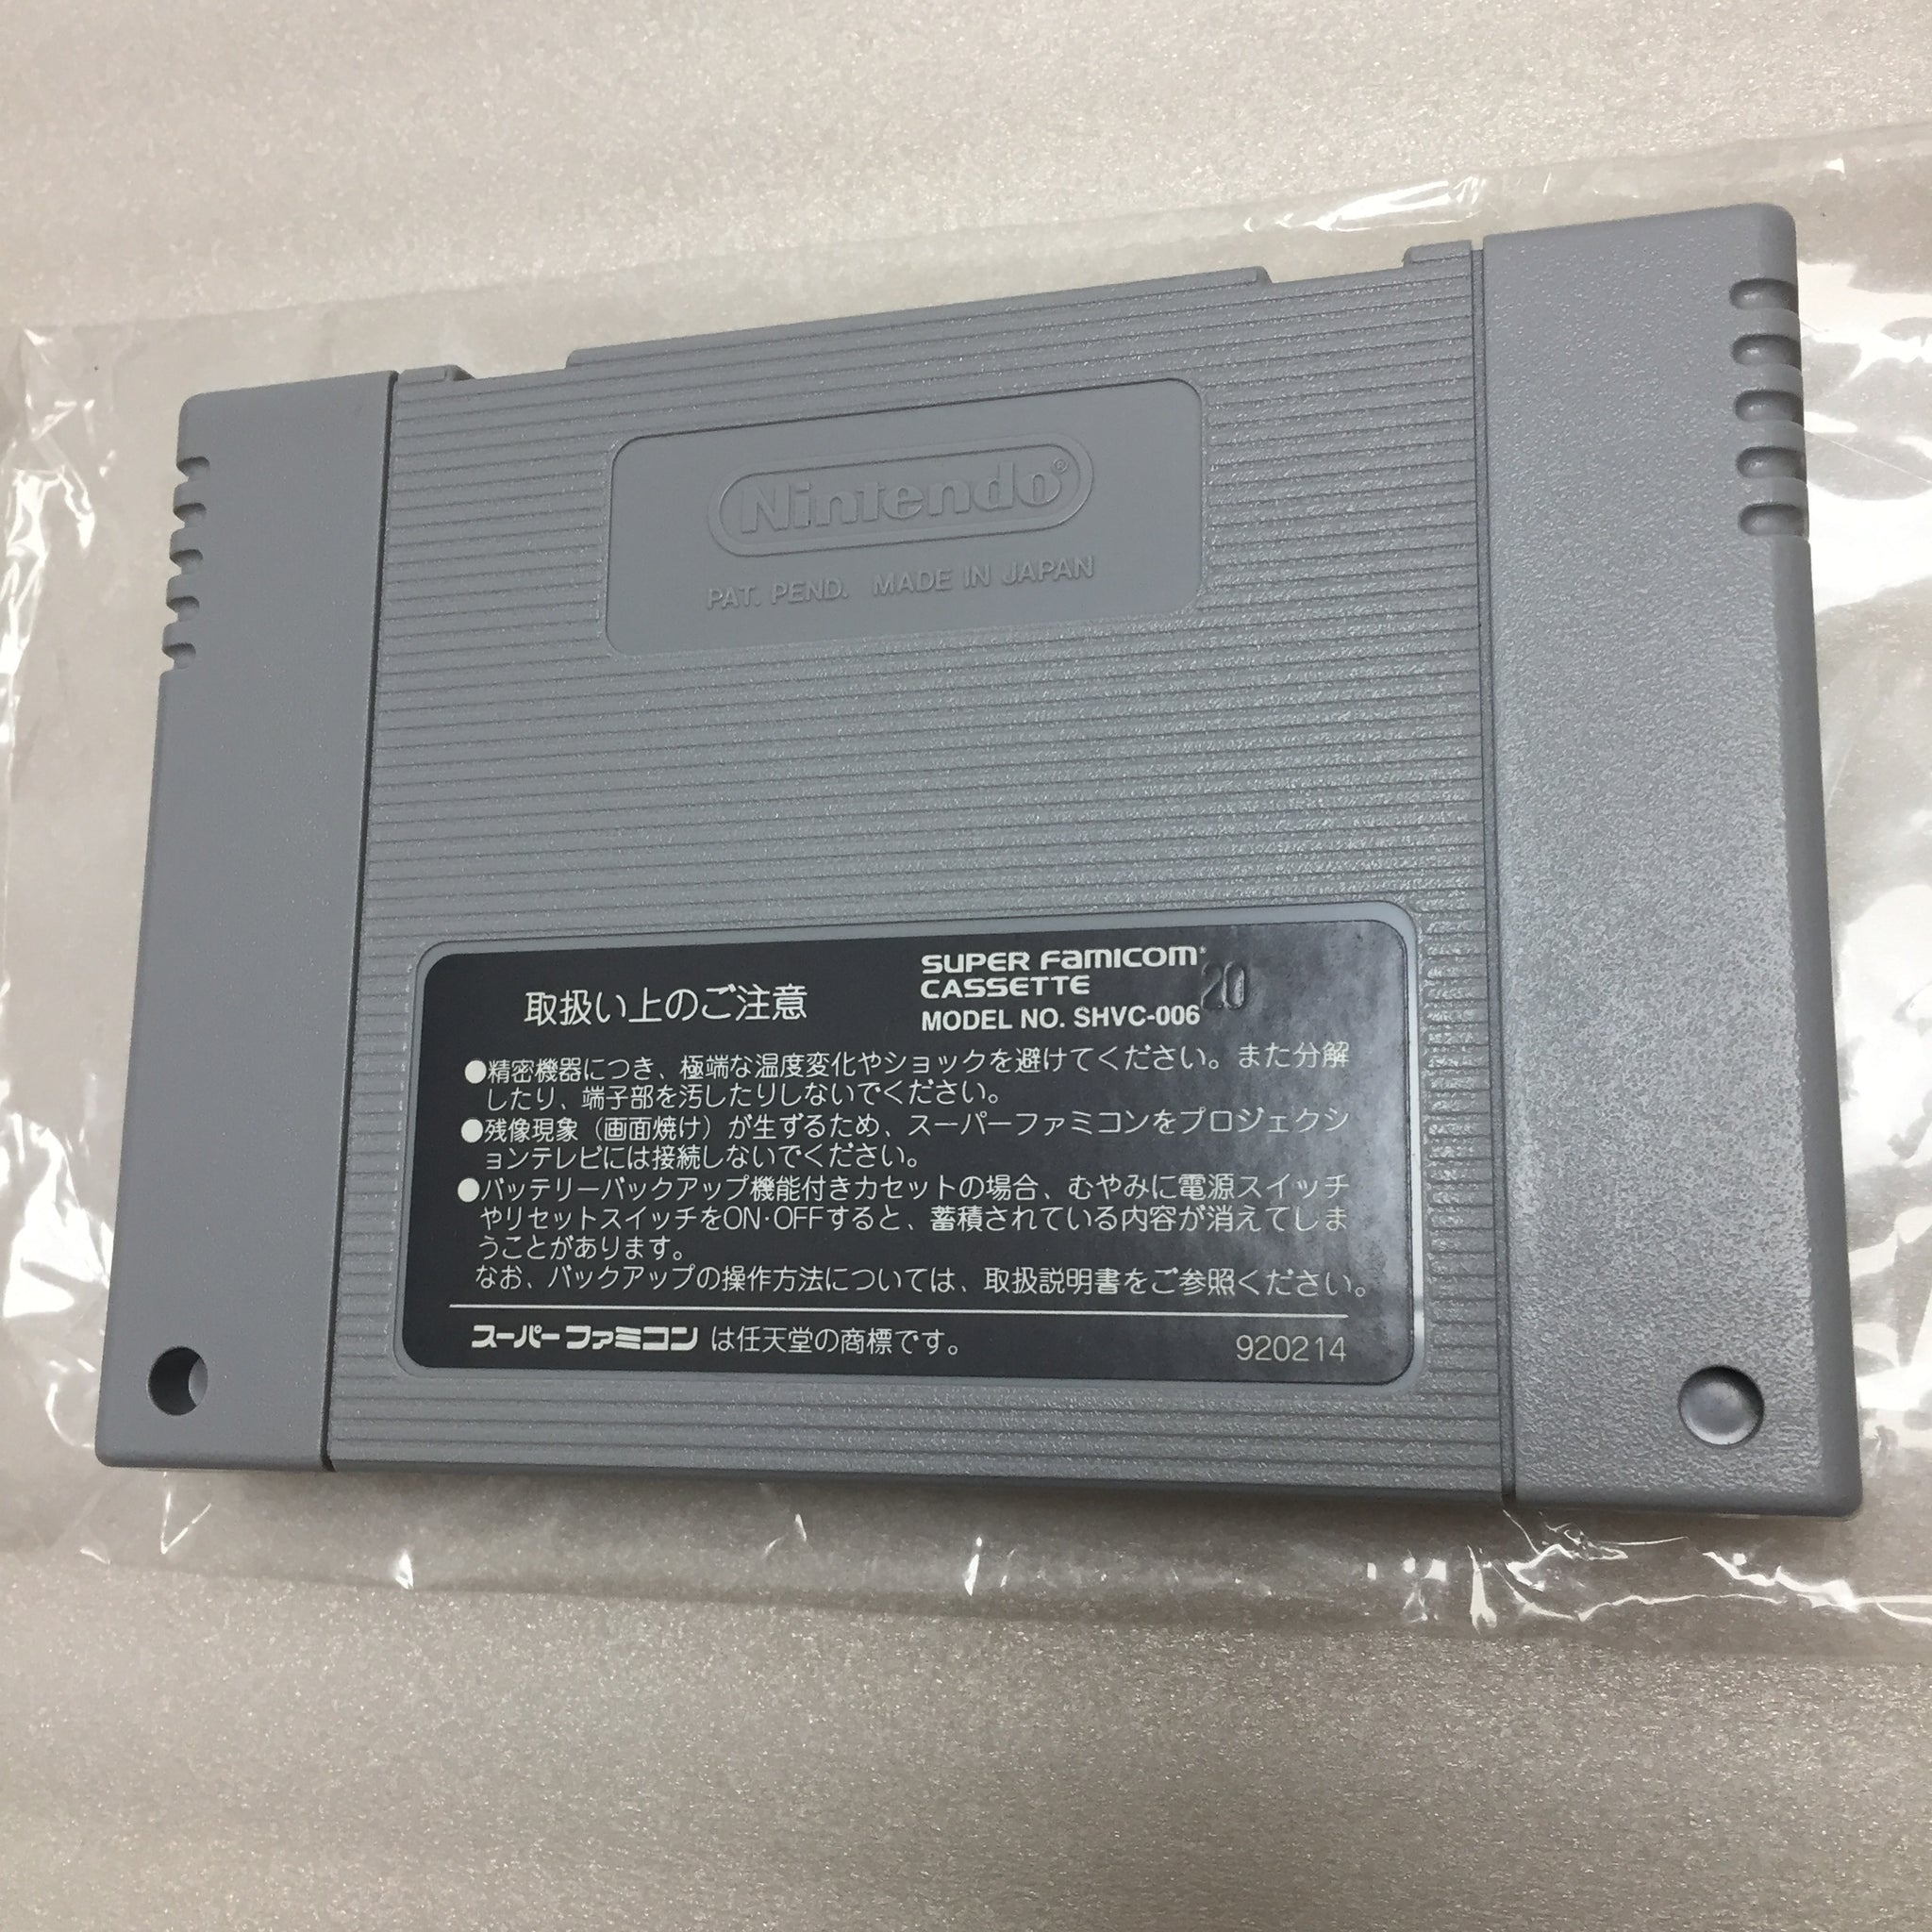 Nintendo®
PAT. PEND. MADE IN JAPAN
取扱い上のご注意
SUPER FAMICOM®
CASSETTE
MODEL NO. SHVC-006
20
●精密機器につき、極端な温度変化やショックを避けてください。また分解
したり、端子部を汚したりしないでください。
●残像現象（画面焼け）が生ずるため、スーパーファミコンをプロジェクシ
ョンテレビには接続しないでください。
●バッテリーバックアップ機能付きカセットの場合、むやみに電源スイッチ
やリセットスイッチをON·OFFすると、蓄積されている内容が消えてしま
うことがあります。
なお、バックアップの操作方法については、取扱説明書をご参照ください。
スーパーファミコン は任天堂の商標です。
920214